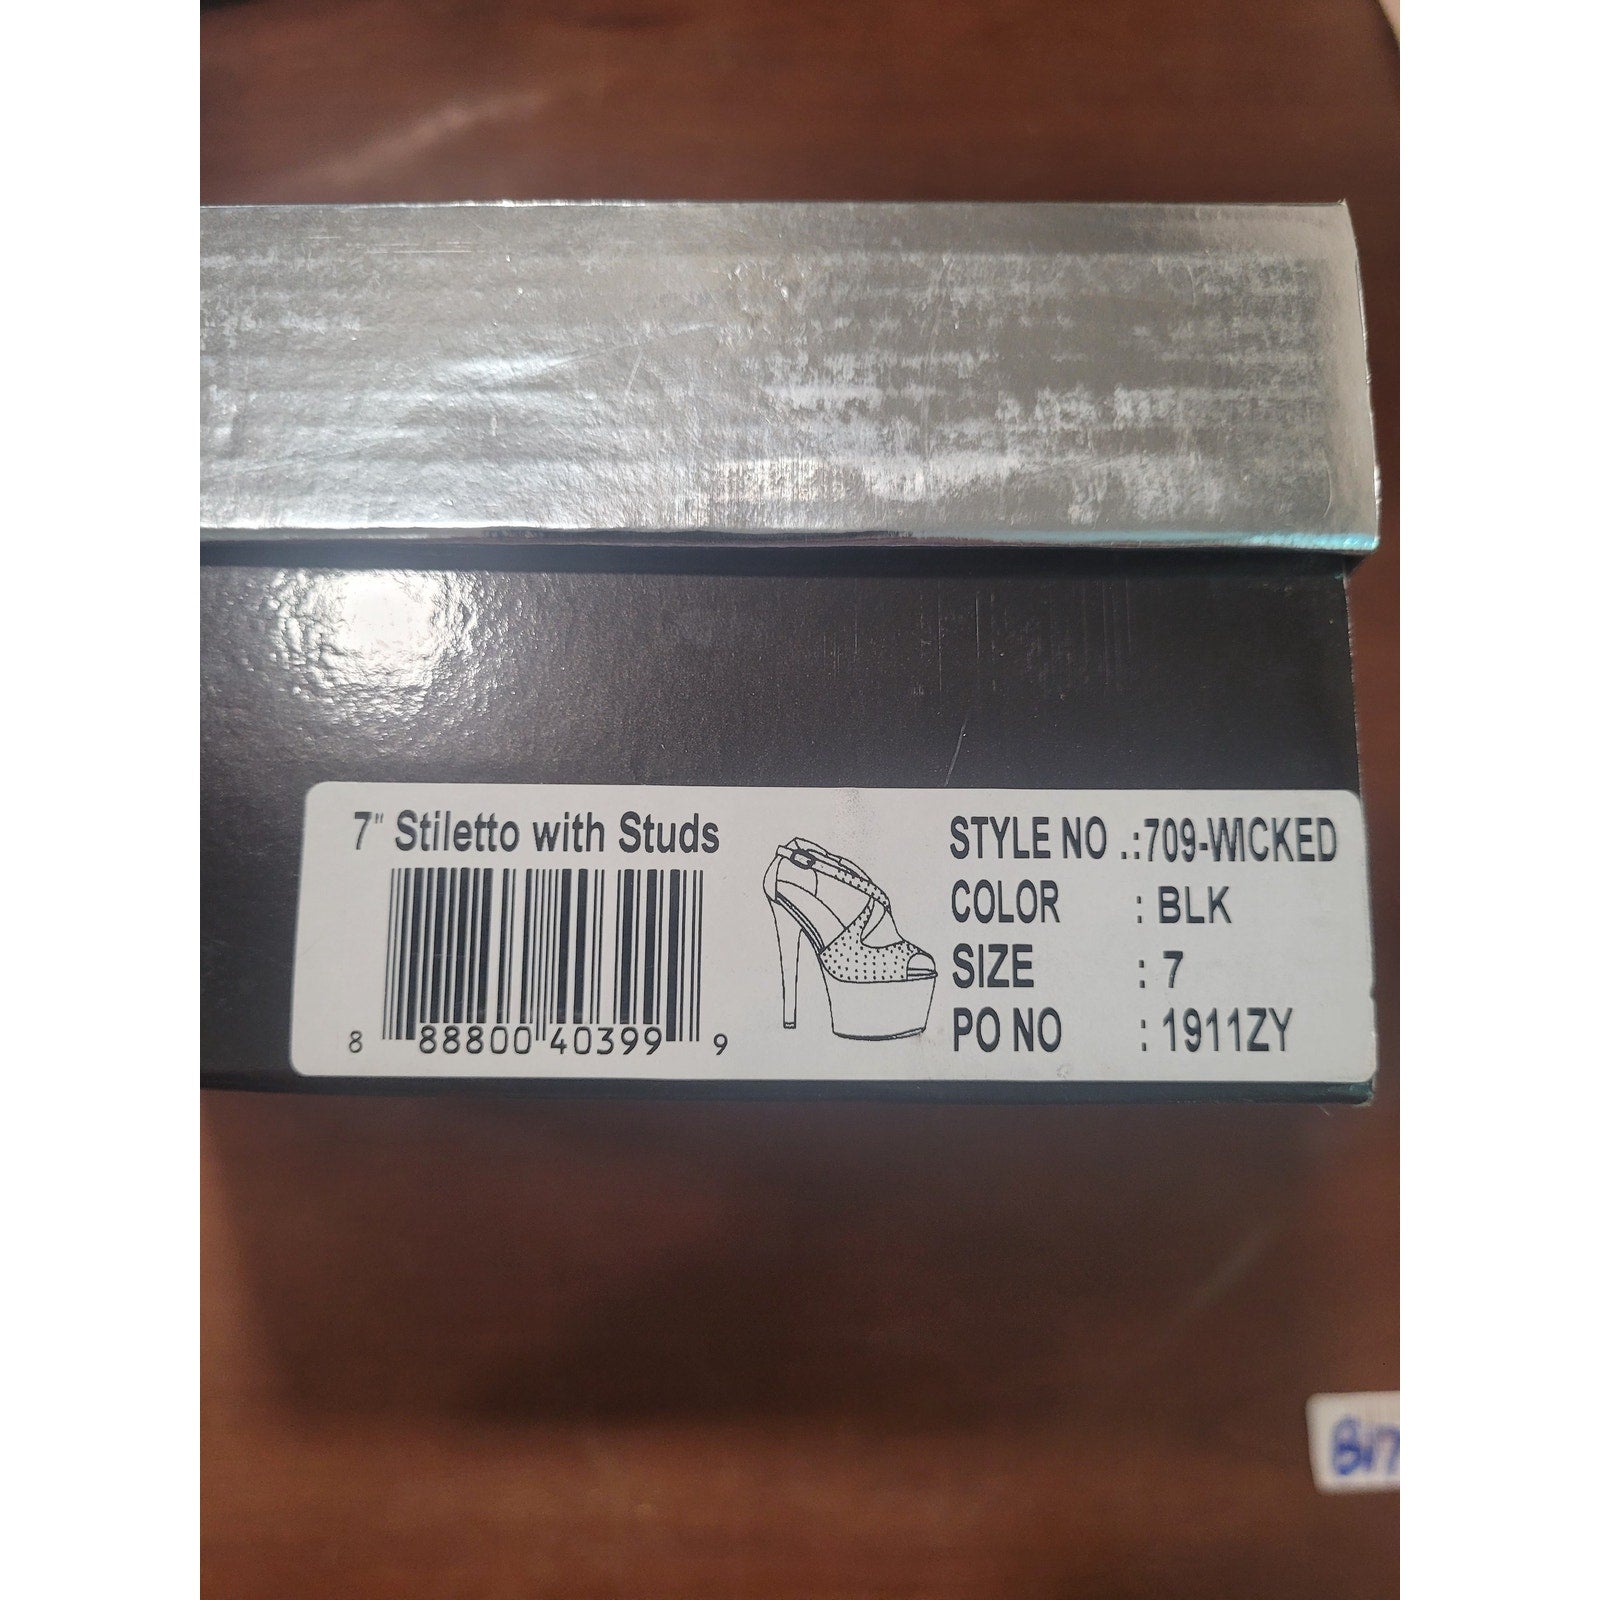 7" Stiletto with Studs
8 88800 40399 9
STYLE NO .:709-WICKED
COLOR : BLK
SIZE : 7
PO NO : 1911ZY